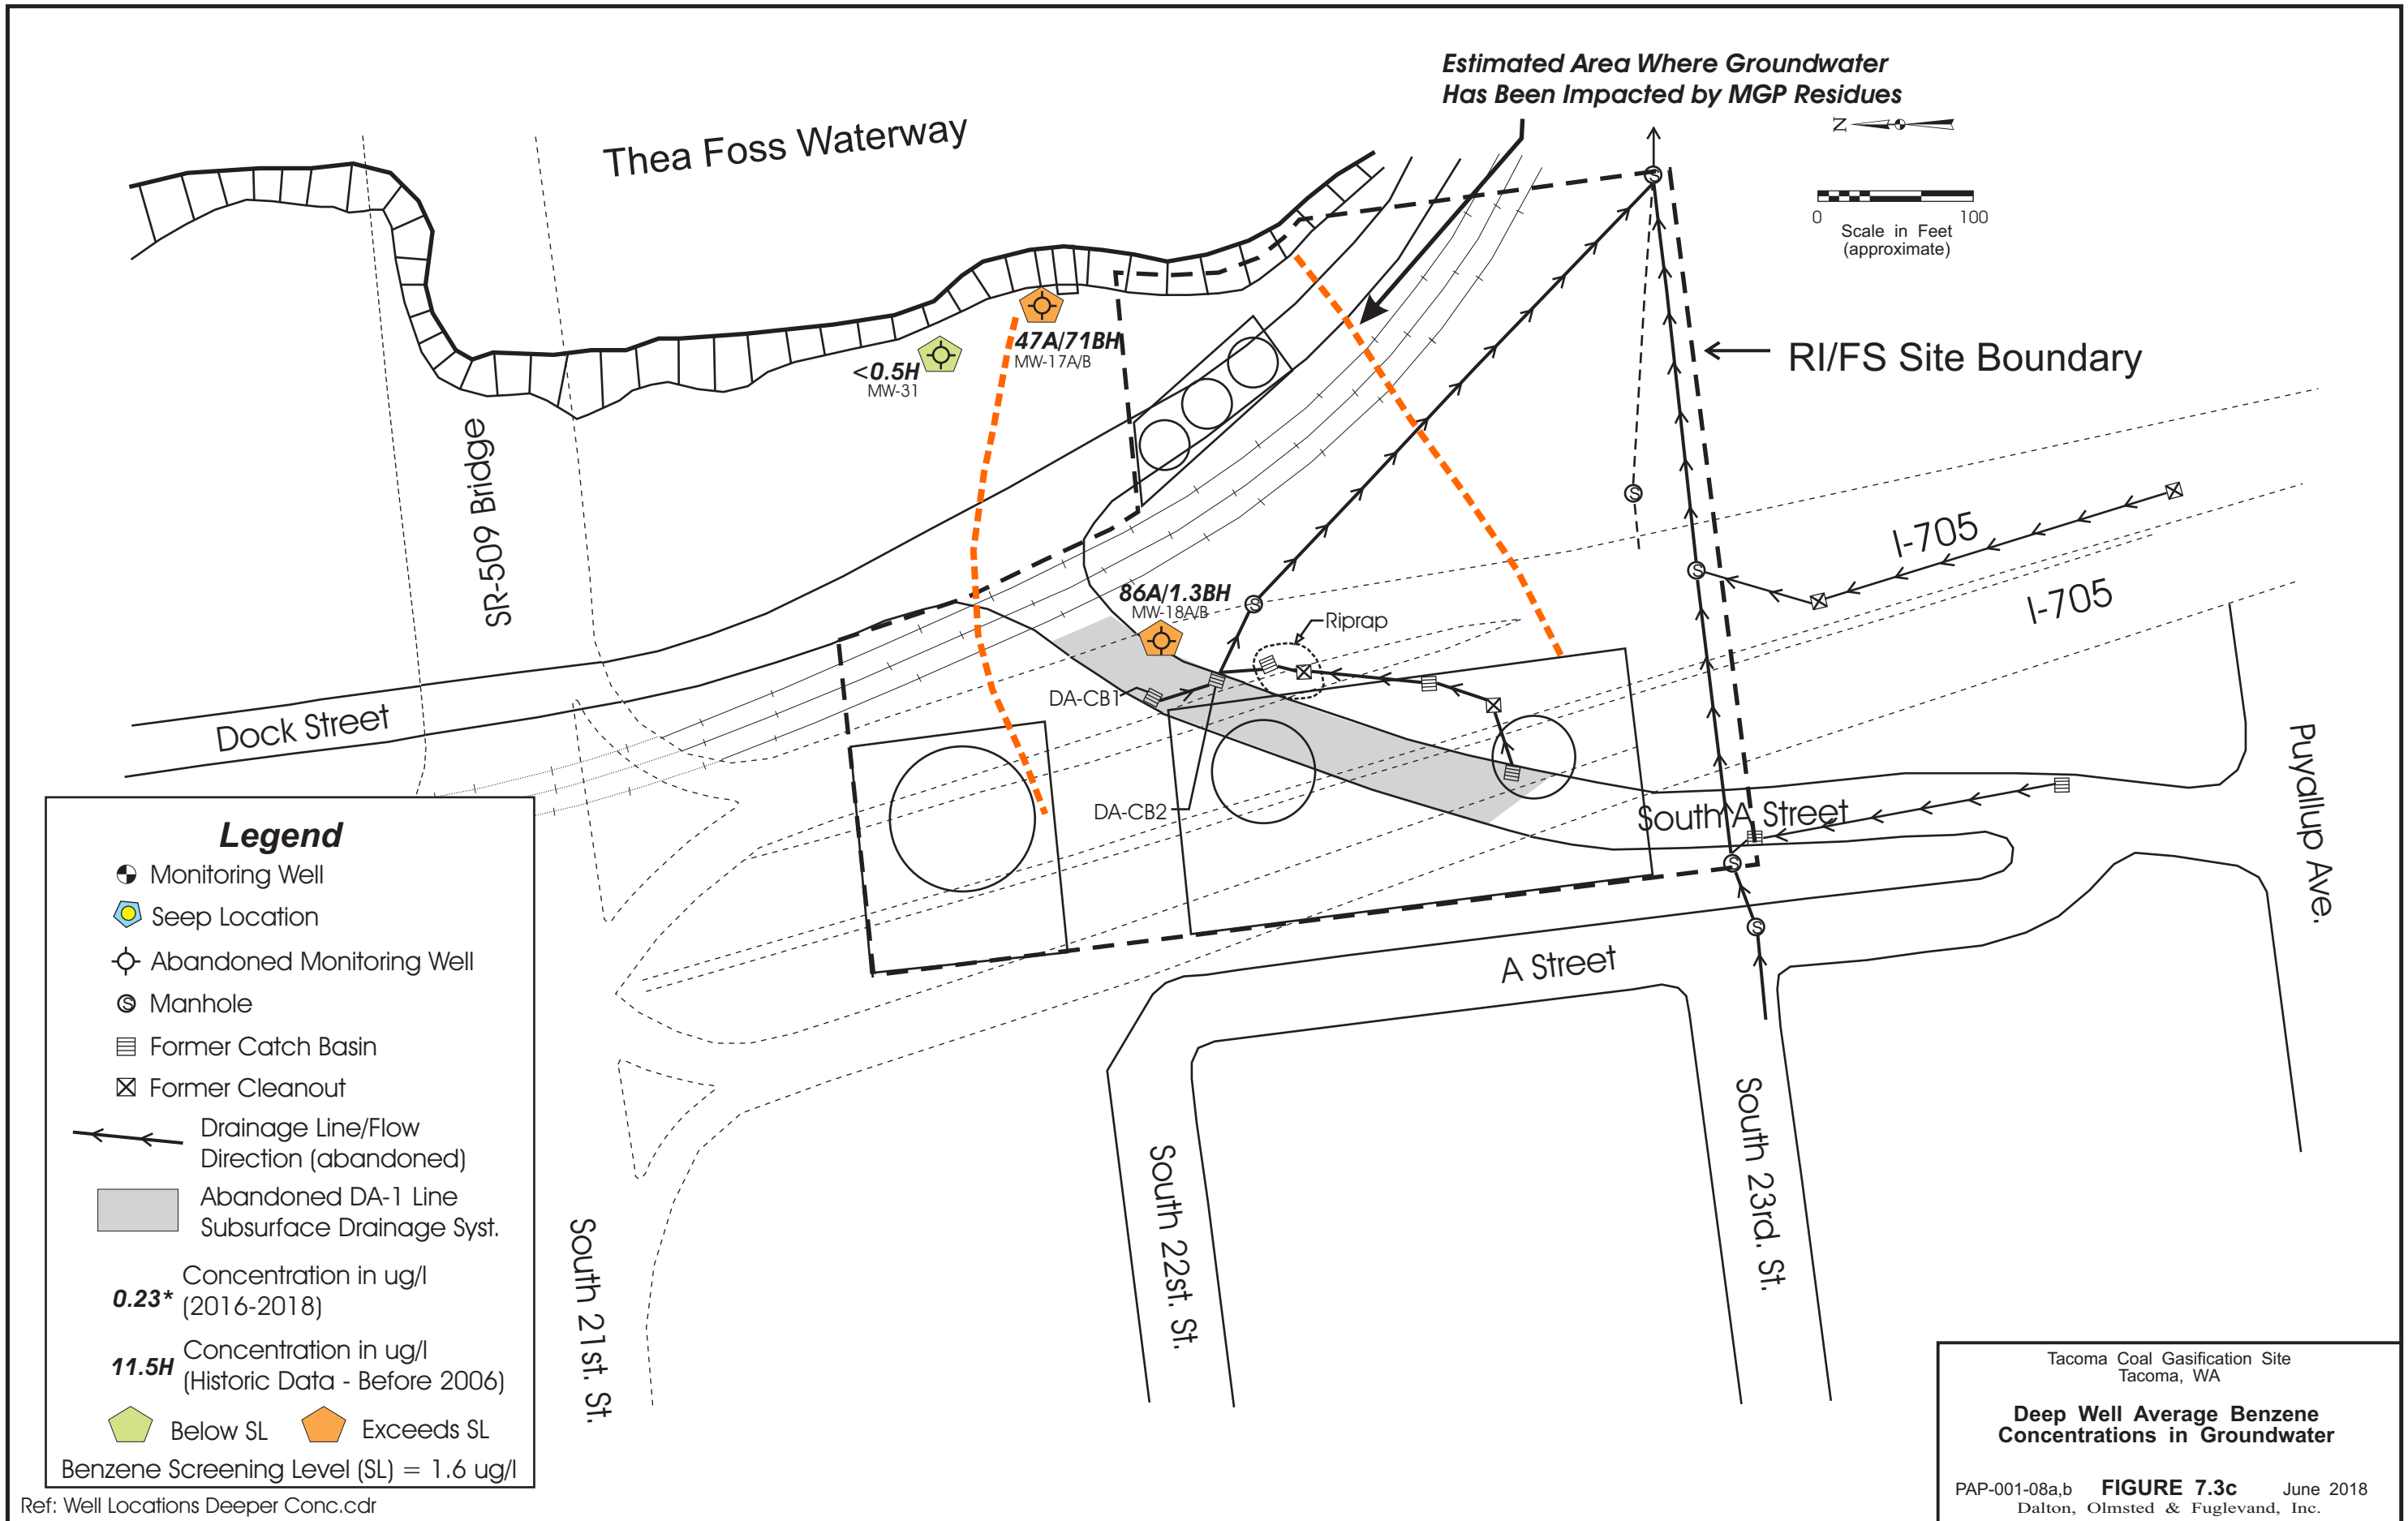 Estimated Area Where Groundwater
Has Been Impacted by MGP Residues
N
Thea Foss Waterway
0 100
Scale in Feet
(approximate)
47A/71BH
MW-17A/B
<0.5H
MW-31
RI/FS Site Boundary
SR-509 Bridge
I-705
I-705
86A/1.3BH
MW-18A/B
Riprap
DA-CB1
DA-CB2
Dock Street
South A Street
Puyallup Ave.
A Street
South 21st. St.
South 22st. St.
South 23rd. St.
S
S
S
S
S
S
Legend
Monitoring Well
Seep Location
Abandoned Monitoring Well
S Manhole
Former Catch Basin
Former Cleanout
Drainage Line/Flow
Direction (abandoned)
Abandoned DA-1 Line
Subsurface Drainage Syst.
0.23* Concentration in ug/l
(2016-2018)
11.5H Concentration in ug/l
(Historic Data - Before 2006)
Below SL Exceeds SL
Benzene Screening Level (SL) = 1.6 ug/l
Ref: Well Locations Deeper Conc.cdr
Tacoma Coal Gasification Site
Tacoma, WA
Deep Well Average Benzene
Concentrations in Groundwater
PAP-001-08a,b FIGURE 7.3c June 2018
Dalton, Olmsted & Fuglevand, Inc.